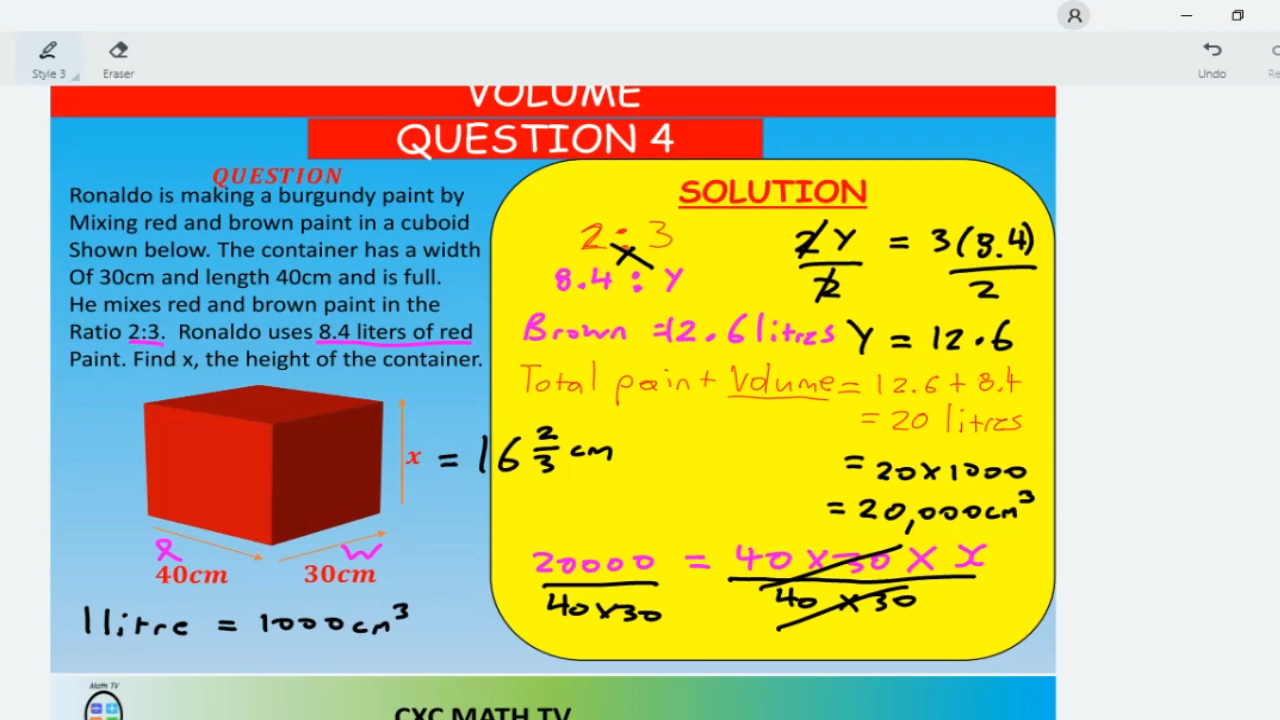 Style 3
Eraser
Undo
VOLUME
QUESTION 4
QUESTION
Ronaldo is making a burgundy paint by
Mixing red and brown paint in a cuboid
Shown below. The container has a width
Of 30cm and length 40cm and is full.
He mixes red and brown paint in the
Ratio 2:3. Ronaldo uses 8.4 liters of red
Paint. Find x, the height of the container.
x = 16 2/3 cm
l
w
40cm
30cm
1 litre = 1000cm³
SOLUTION
2 : 3
8.4 : Y
2Y/2 = 3(8.4)/2
Brown = 12.6 litres
Y = 12.6
Total paint Volume = 12.6 + 8.4
= 20 litres
= 20 x 1000
= 20,000cm³
20000/40x30 = 40 x 30 x x/40 x 30
Math TV
CXC MATH TV